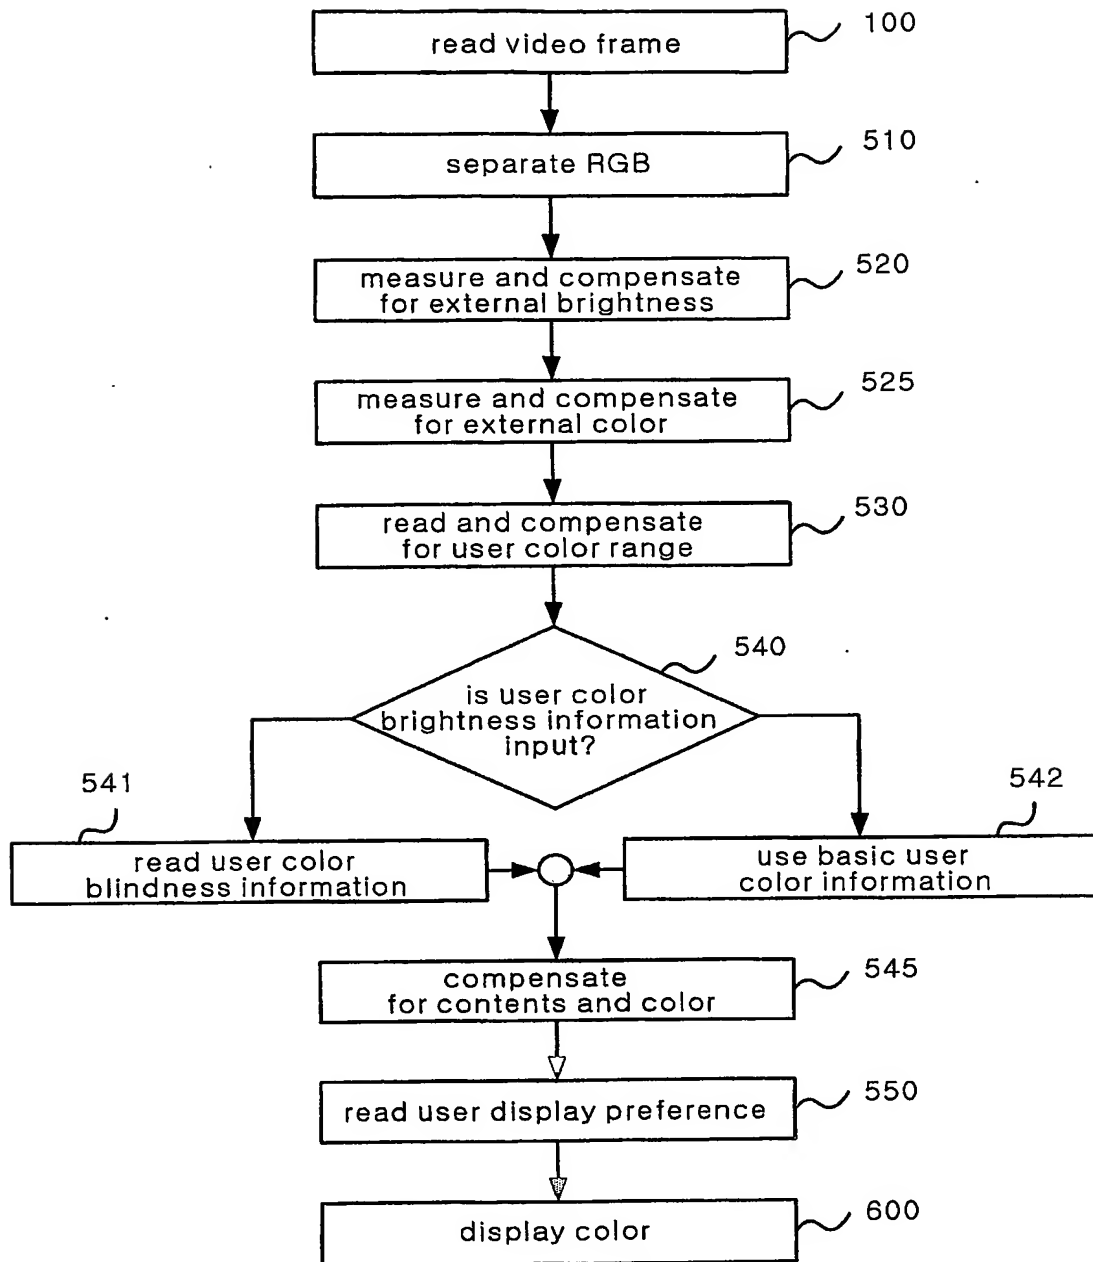 read video frame
100
separate RGB
510
measure and compensate
for external brightness
520
measure and compensate
for external color
525
read and compensate
for user color range
530
is user color
brightness information
input?
540
541
read user color
blindness information
542
use basic user
color information
compensate
for contents and color
545
read user display preference
550
display color
600